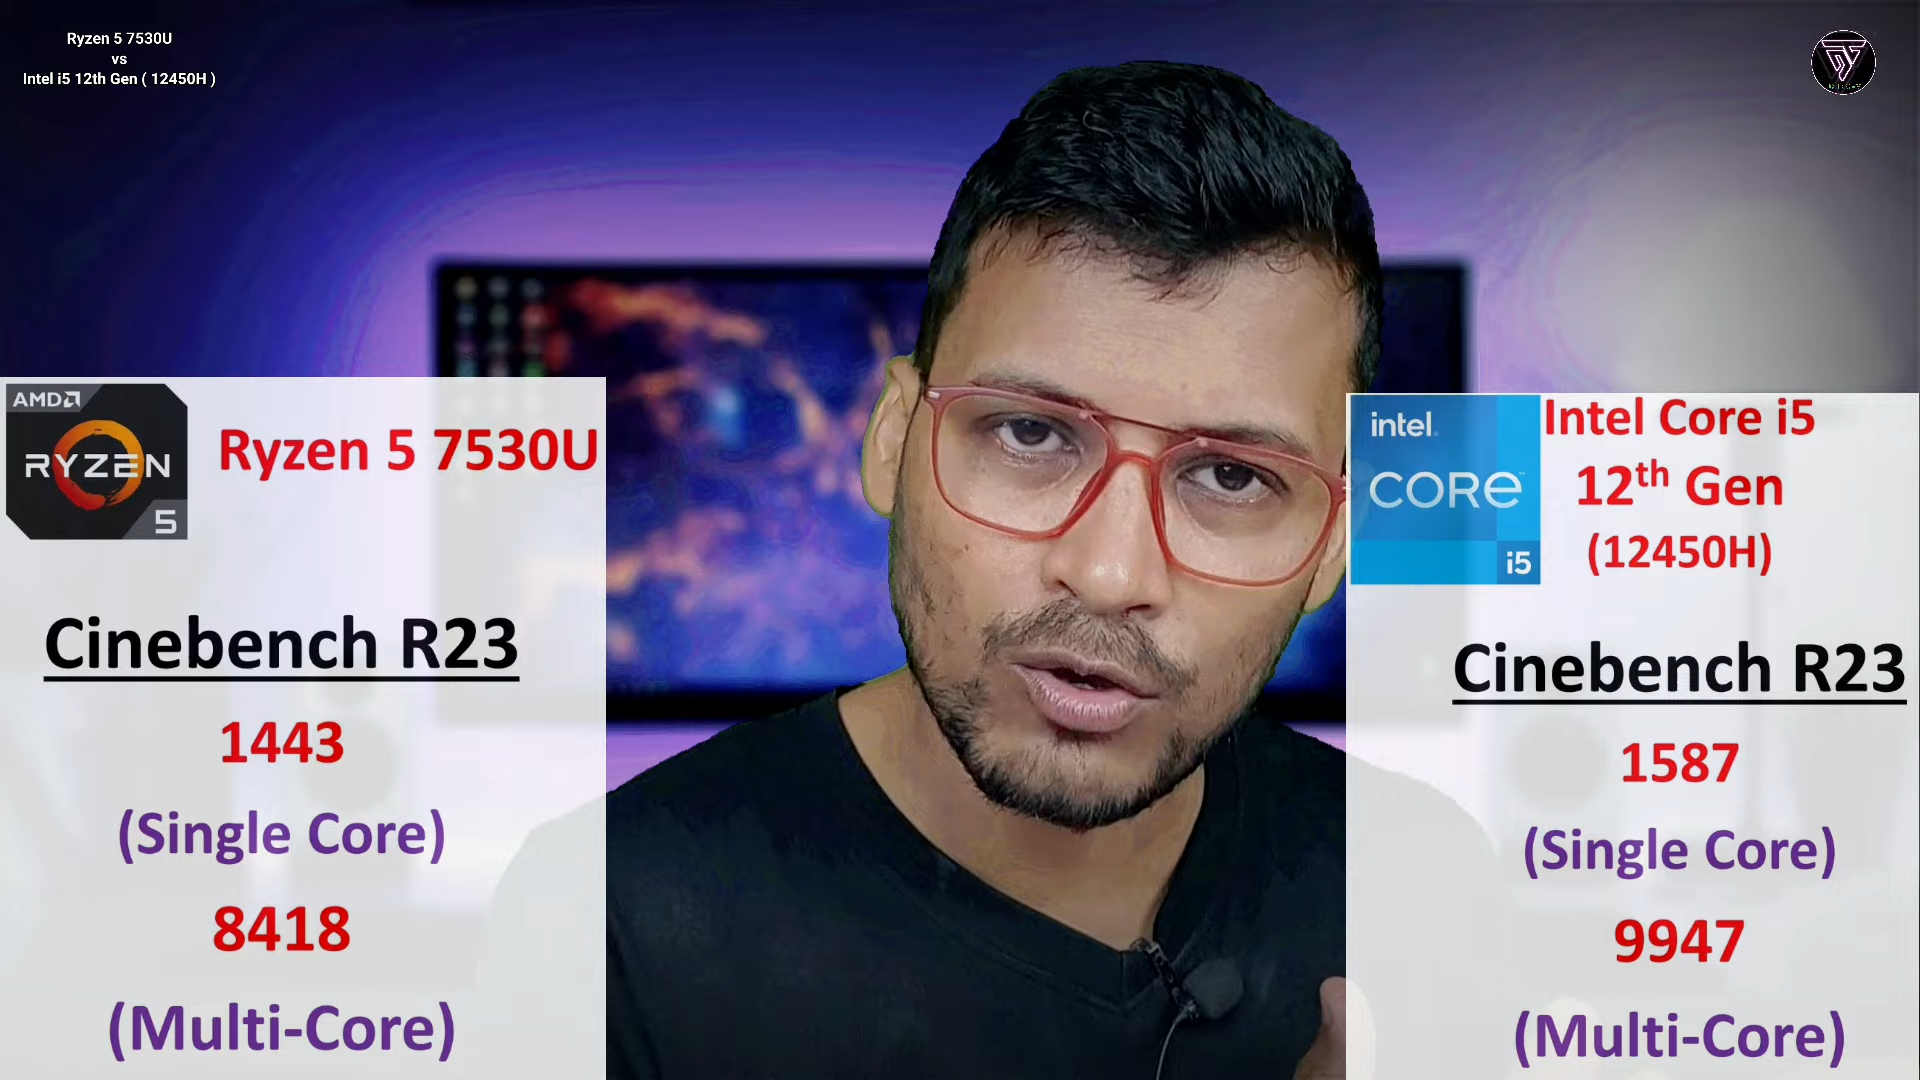 Ryzen 5 7530U
vs
Intel i5 12th Gen ( 12450H )
AMD
RYZEN
5
Ryzen 5 7530U
Cinebench R23
1443
(Single Core)
8418
(Multi-Core)
intel.
CORE™
i5
Intel Core i5
12th Gen
(12450H)
Cinebench R23
1587
(Single Core)
9947
(Multi-Core)